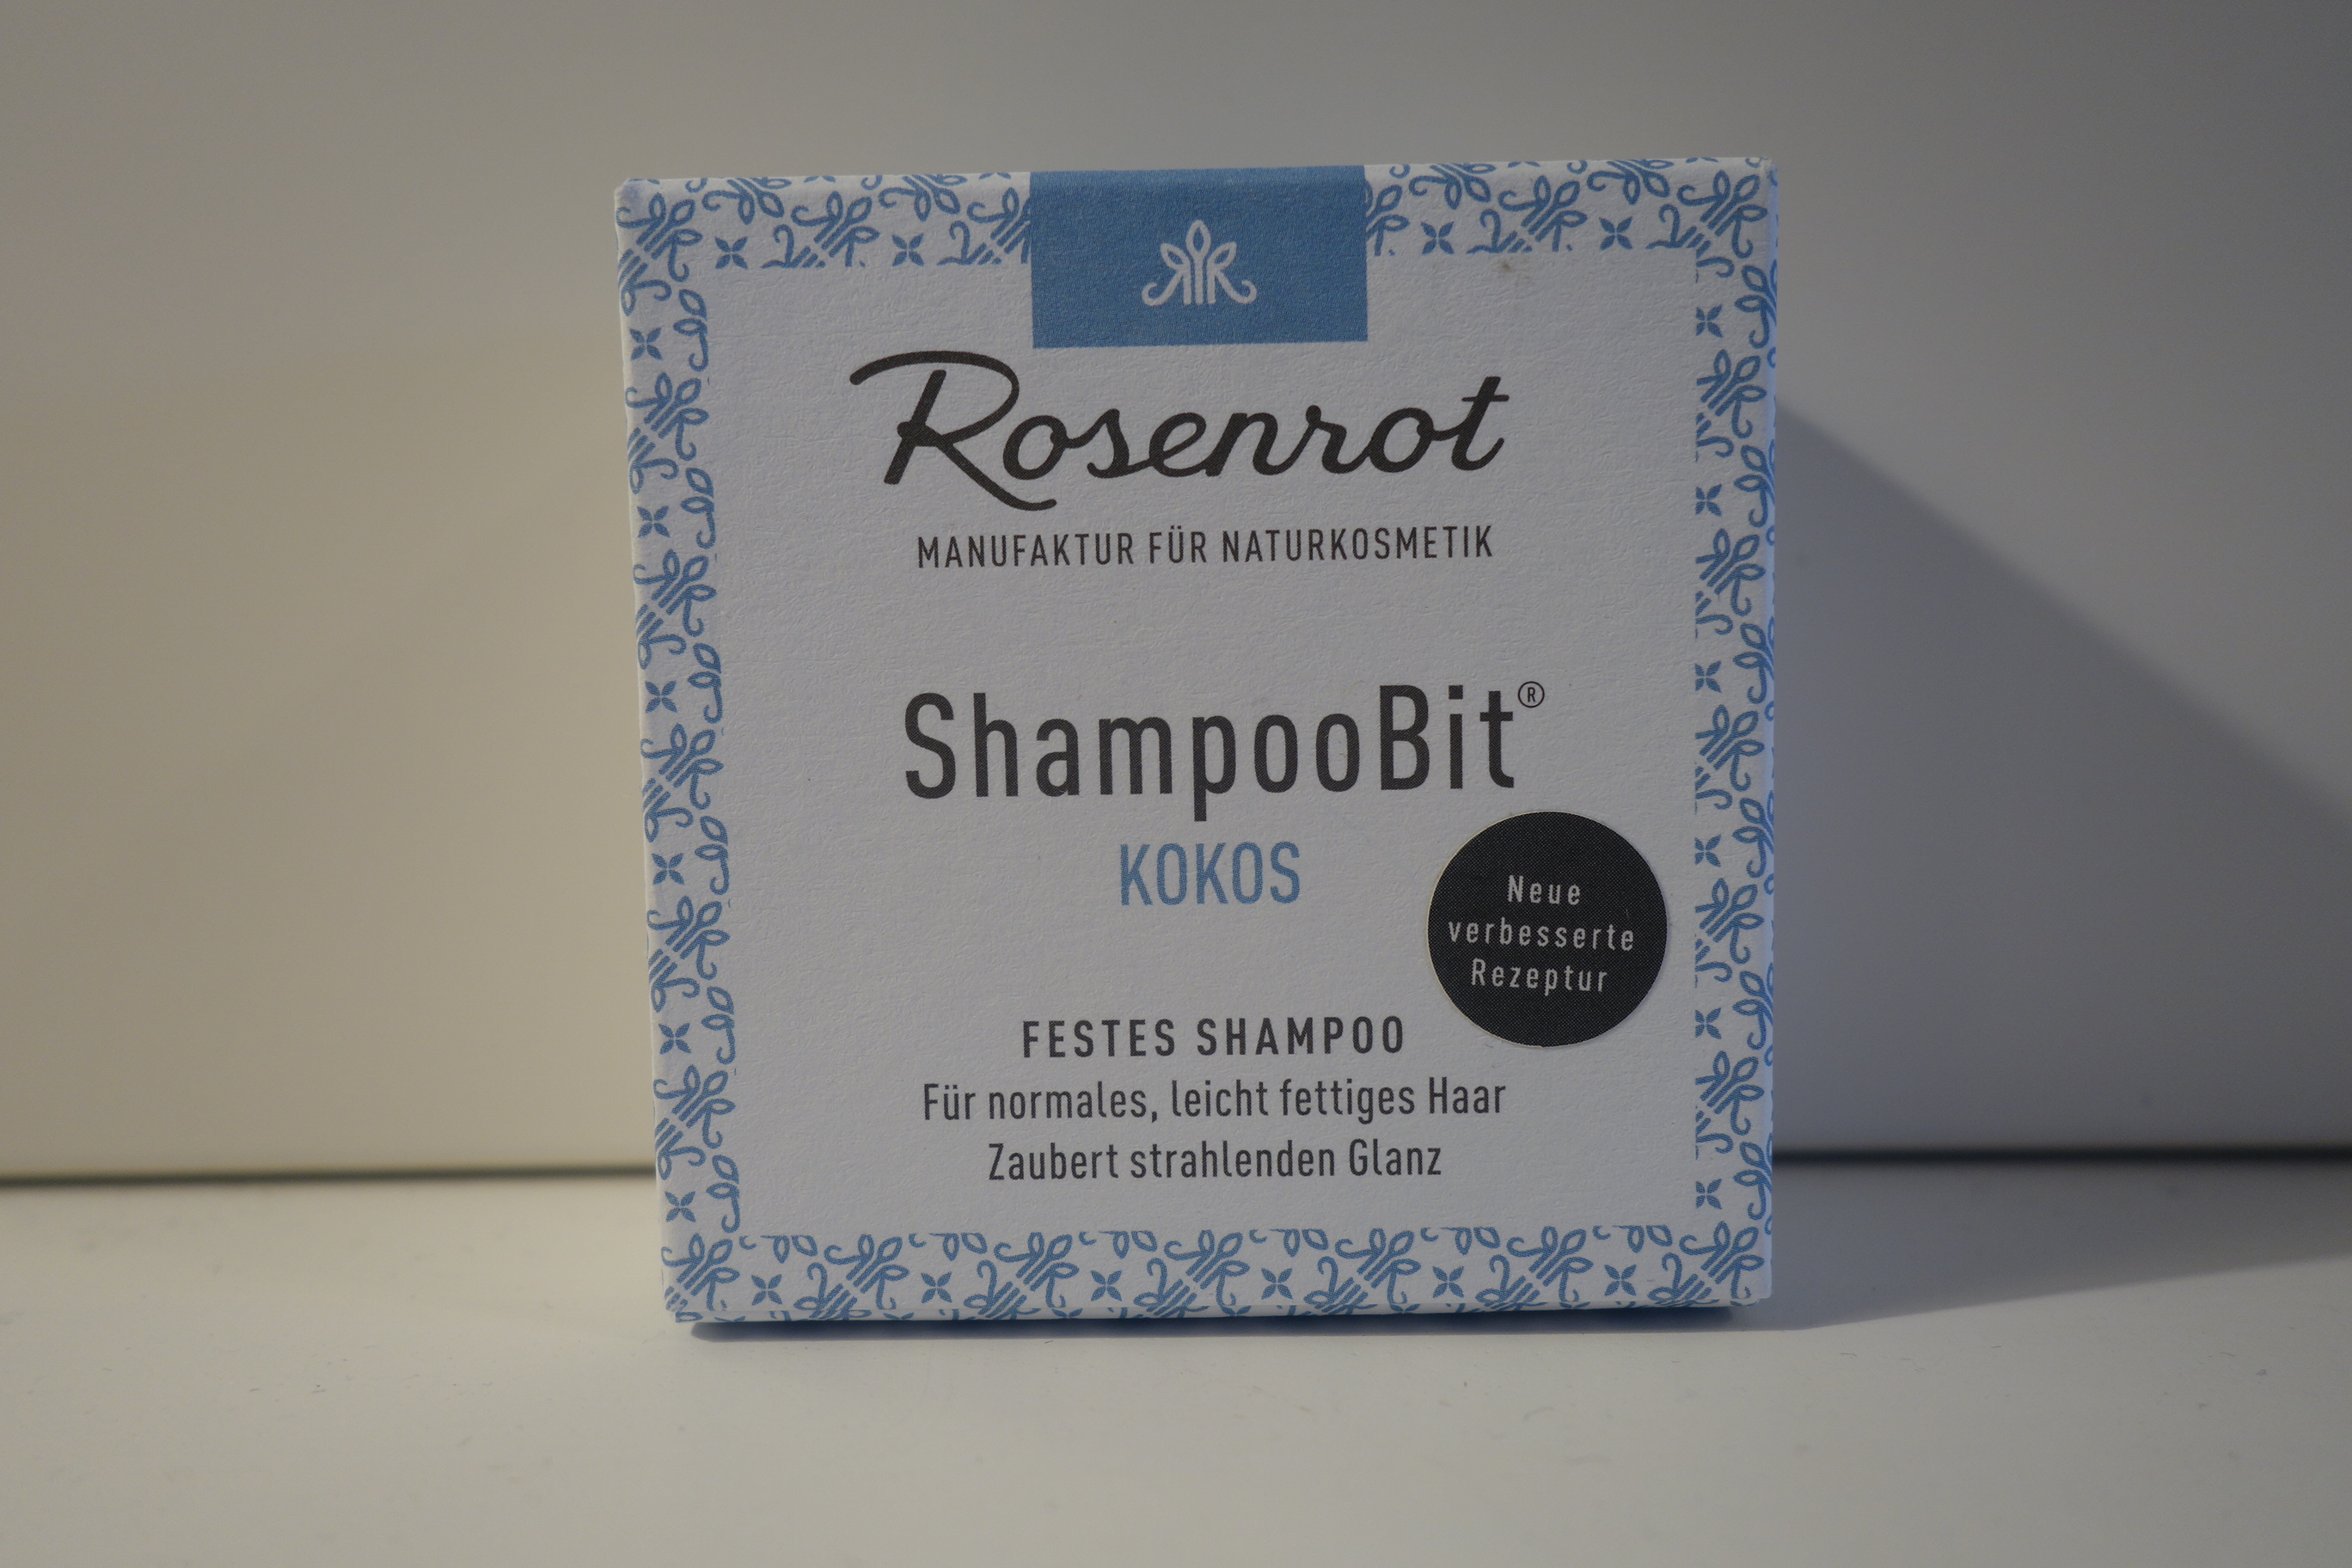 Rosenrot
MANUFAKTUR FÜR NATURKOSMETIK
ShampooBit®
KOKOS
Neue
verbesserte
Rezeptur
FESTES SHAMPOO
Für normales, leicht fettiges Haar
Zaubert strahlenden Glanz